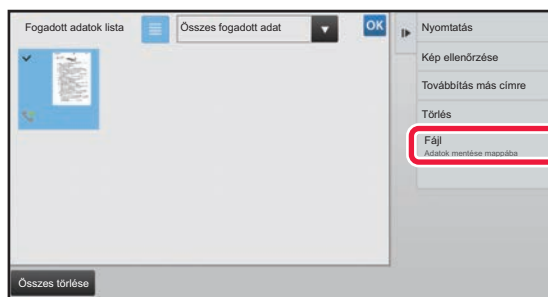 Fogadott adatok lista
Összes fogadott adat
OK
Nyomtatás
Kép ellenőrzése
Továbbítás más címre
Törlés
Fájl
Adatok mentése mappába
Összes törlése